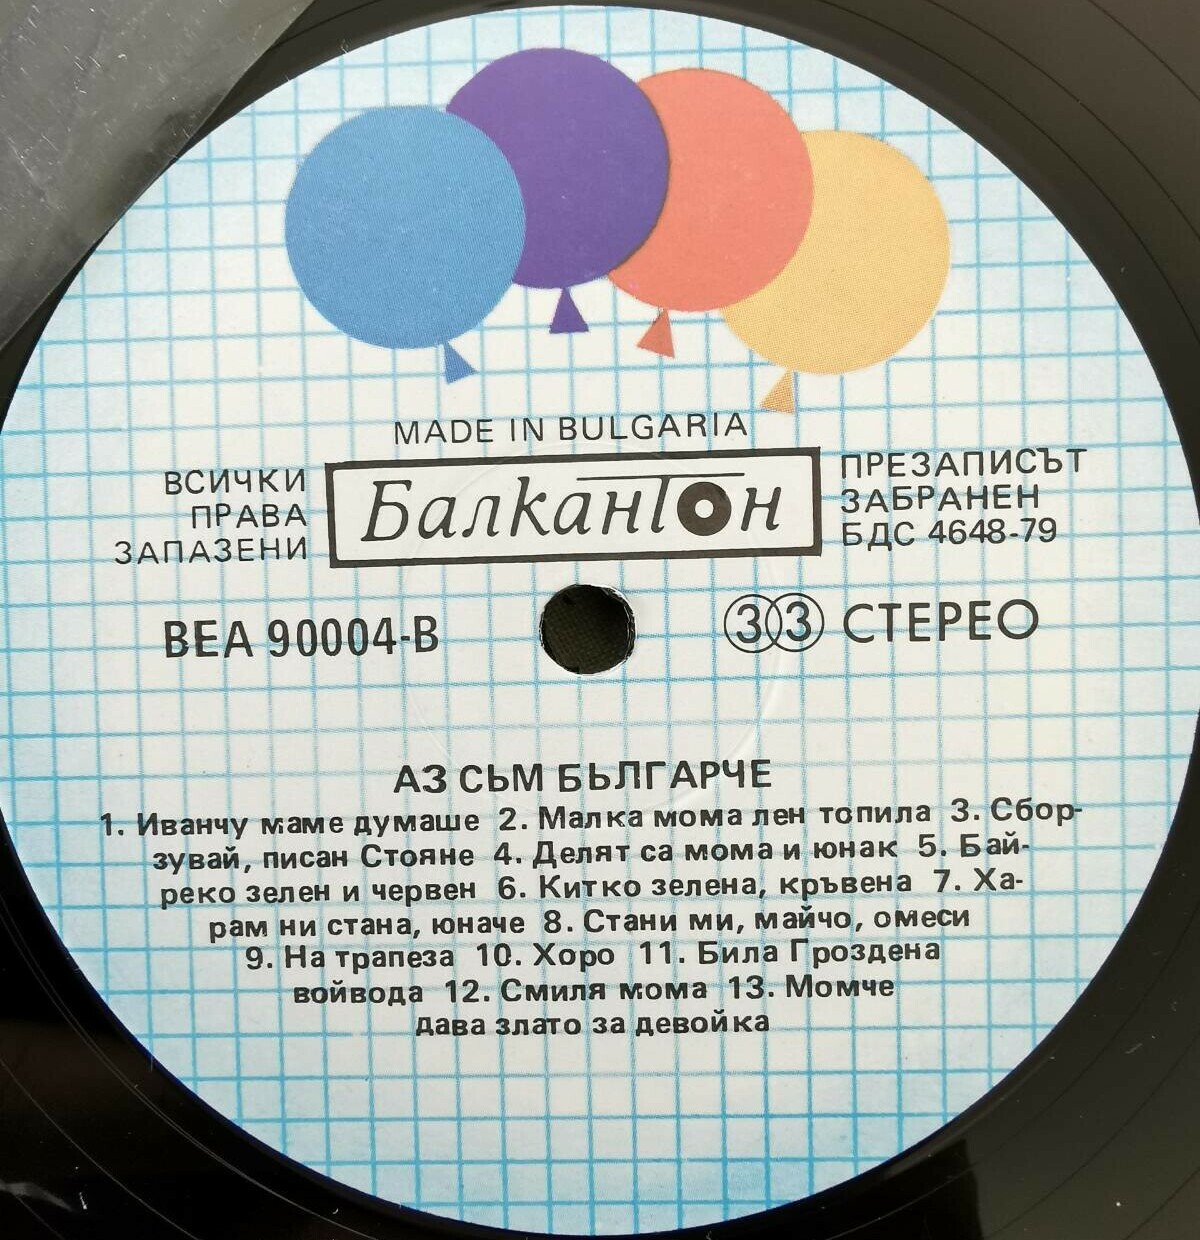 MADE IN BULGARIA
ВСИЧКИ
ПРАВА
ЗАПАЗЕНИ
Балкантон
ПРЕЗАПИСЪТ
ЗАБРАНЕН
БДС 4648-79
ВЕА 90004-В
33 СТЕРЕО
АЗ СЬМ БЬЛГАРЧЕ
1. Иванчу маме думаше 2. Малка мома лен топила 3. Сбор-
зувай, писан Стояне 4. Делят са мома и юнак 5. Бай-
реко зелен и червен 6. Китко зелена, кръвена 7. Ха-
рам ни стана, юначе 8. Стани ми, майчо, омеси
9. На трапеза 10. Хоро 11. Била Гроздена
войвода 12. Смиля мома 13. Момче
дава злато за девойка